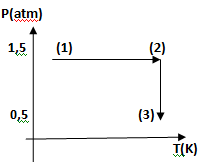 P(atm)
1,5 (1) (2)
0,5 (3)
T(K)